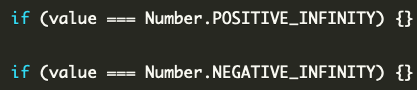 if (value === Number.POSITIVE_INFINITY) {}
if (value === Number.NEGATIVE_INFINITY) {}